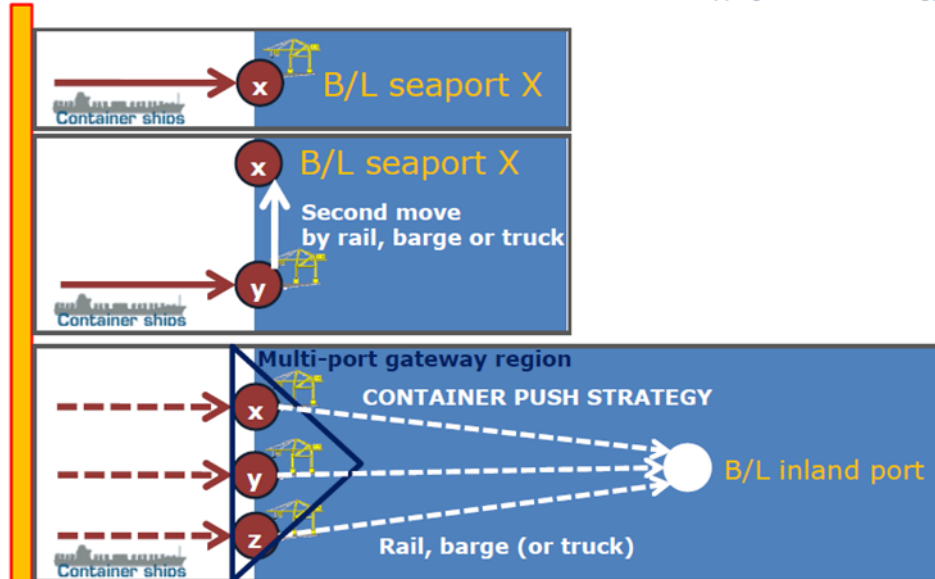 x
B/L seaport X
Container ships
x
B/L seaport X
Second move
by rail, barge or truck
y
Container ships
Multi-port gateway region
x
CONTAINER PUSH STRATEGY
y
B/L inland port
z
Rail, barge (or truck)
Container ships